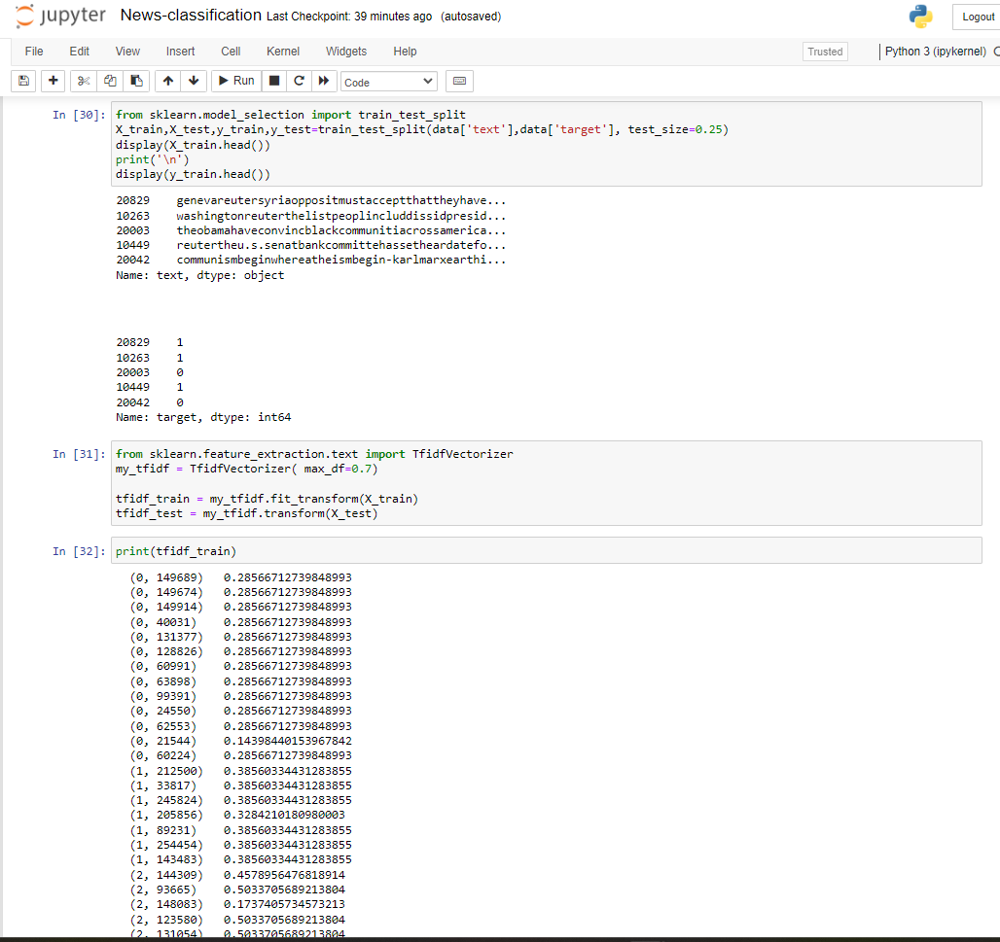 jupyter News-classification Last Checkpoint: 39 minutes ago (autosaved)
Logout
File Edit View Insert Cell Kernel Widgets Help
Trusted Python 3 (ipykernel)
Run Code
In [30]: from sklearn.model_selection import train_test_split
X_train,X_test,y_train,y_test=train_test_split(data['text'],data['target'], test_size=0.25)
display(X_train.head())
print('\n')
display(y_train.head())
20829 genevareutersyriaoppositmustacceptthattheyhave...
10263 washingtonreuterthelistpeoplincluddissidpresid...
20003 theobamahaveconvincblackcommunitiacrossamerica...
10449 reutertheu.s.senatbankcommittehassetheardatefo...
20042 communismbeginwhereatheismbegin-karlmarxearthi...
Name: text, dtype: object
20829 1
10263 1
20003 0
10449 1
20042 0
Name: target, dtype: int64
In [31]: from sklearn.feature_extraction.text import TfidfVectorizer
my_tfidf = TfidfVectorizer( max_df=0.7)
tfidf_train = my_tfidf.fit_transform(X_train)
tfidf_test = my_tfidf.transform(X_test)
In [32]: print(tfidf_train)
(0, 149689) 0.28566712739848993
(0, 149674) 0.28566712739848993
(0, 149914) 0.28566712739848993
(0, 40031) 0.28566712739848993
(0, 131377) 0.28566712739848993
(0, 128826) 0.28566712739848993
(0, 60991) 0.28566712739848993
(0, 63898) 0.28566712739848993
(0, 99391) 0.28566712739848993
(0, 24550) 0.28566712739848993
(0, 62553) 0.28566712739848993
(0, 21544) 0.14398440153967842
(0, 60224) 0.28566712739848993
(1, 212500) 0.38560334431283855
(1, 33817) 0.38560334431283855
(1, 245824) 0.38560334431283855
(1, 205856) 0.3284210180980003
(1, 89231) 0.38560334431283855
(1, 254454) 0.38560334431283855
(1, 143483) 0.38560334431283855
(2, 144309) 0.4578956476818914
(2, 93665) 0.5033705689213804
(2, 148083) 0.1737405734573213
(2, 123580) 0.5033705689213804
(2, 131054) 0.5033705689213804